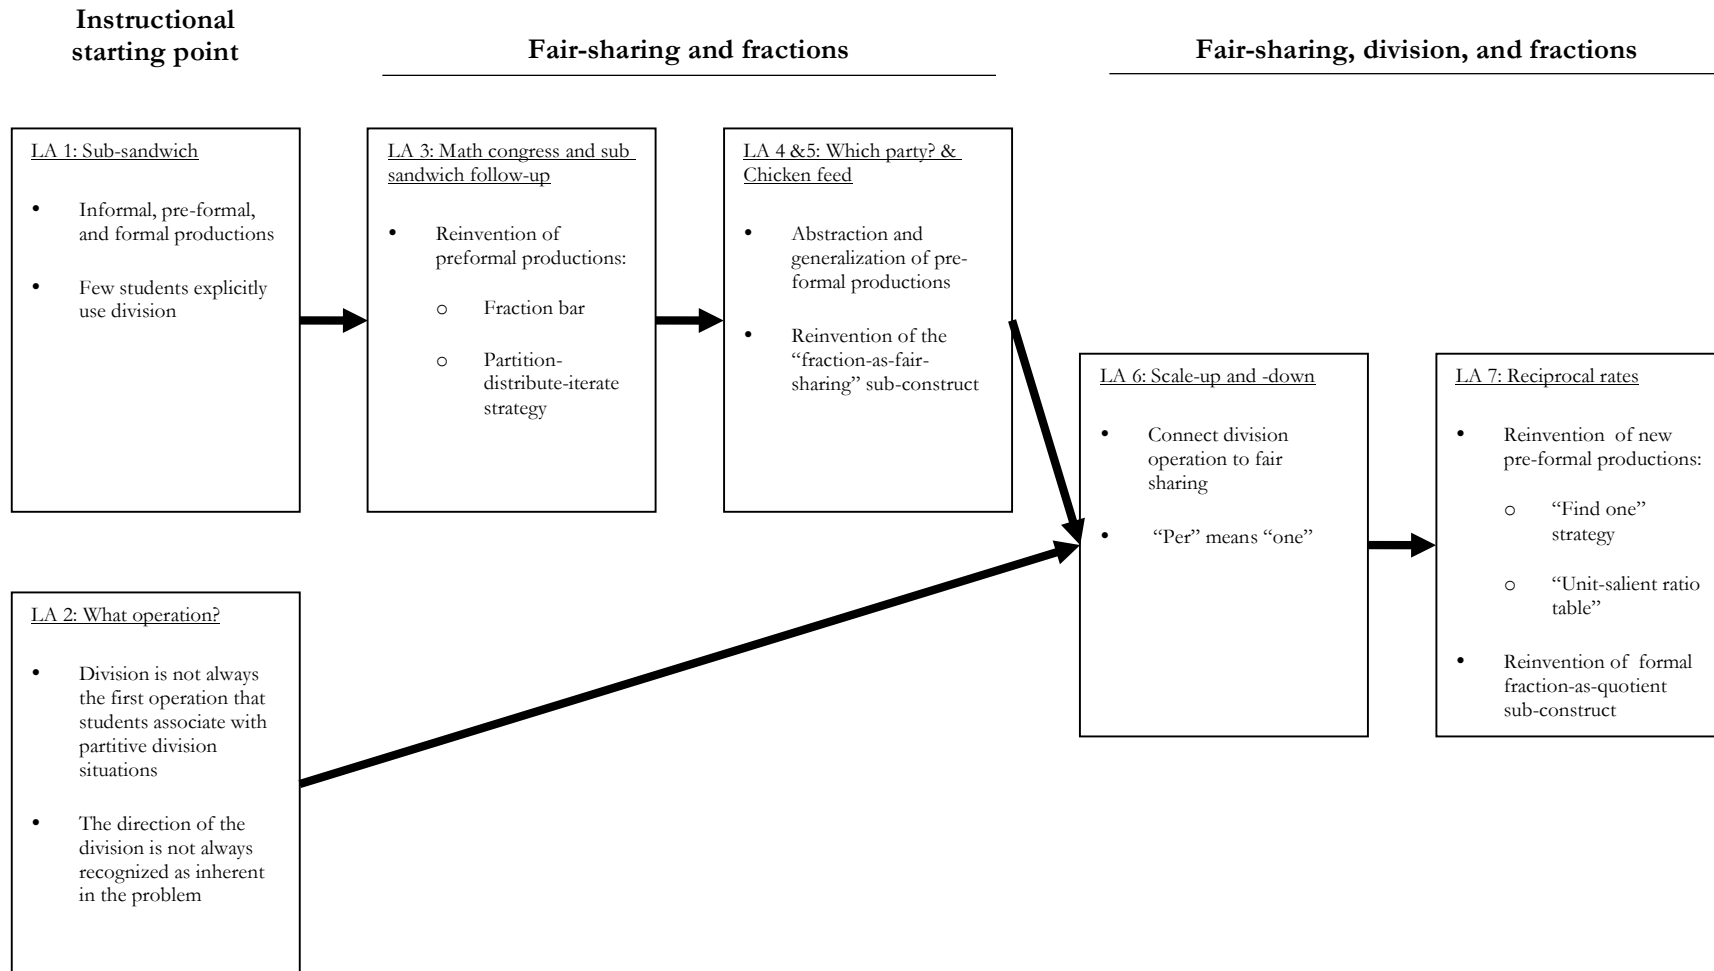 Instructional
starting point
Fair-sharing and fractions
Fair-sharing, division, and fractions
LA 1: Sub-sandwich
• Informal, pre-formal,
and formal productions
• Few students explicitly
use division
LA 3: Math congress and sub
sandwich follow-up
• Reinvention of
preformal productions:
o Fraction bar
o Partition-
distribute-iterate
strategy
LA 4 &5: Which party? &
Chicken feed
• Abstraction and
generalization of pre-
formal productions
• Reinvention of the
“fraction-as-fair-
sharing” sub-construct
LA 2: What operation?
• Division is not always
the first operation that
students associate with
partitive division
situations
• The direction of the
division is not always
recognized as inherent
in the problem
LA 6: Scale-up and -down
• Connect division
operation to fair
sharing
• “Per” means “one”
LA 7: Reciprocal rates
• Reinvention of new
pre-formal productions:
o “Find one”
strategy
o “Unit-salient ratio
table”
• Reinvention of formal
fraction-as-quotient
sub-construct